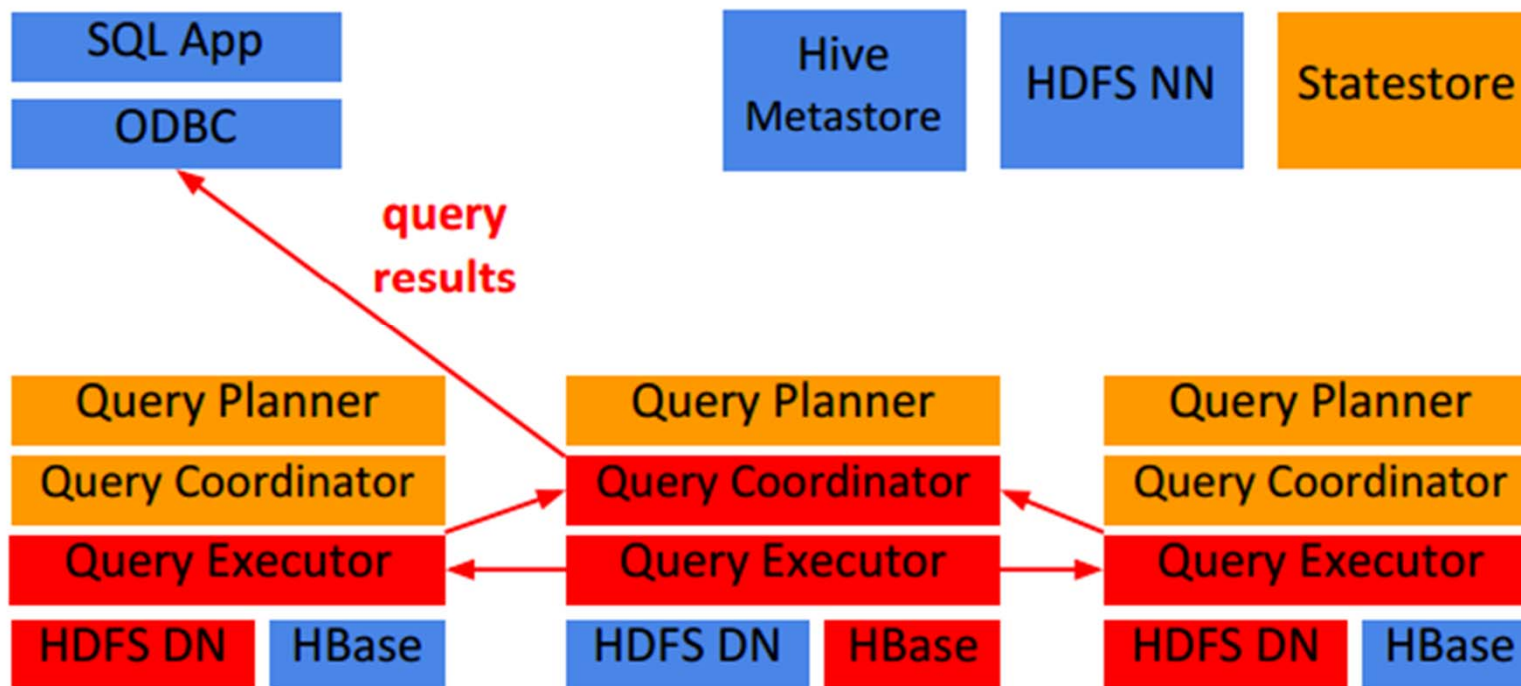 SQL App
ODBC
Hive
Metastore
HDFS NN
Statestore
query
results
Query Planner
Query Coordinator
Query Executor
HDFS DN
HBase
Query Planner
Query Coordinator
Query Executor
HDFS DN
HBase
Query Planner
Query Coordinator
Query Executor
HDFS DN
HBase